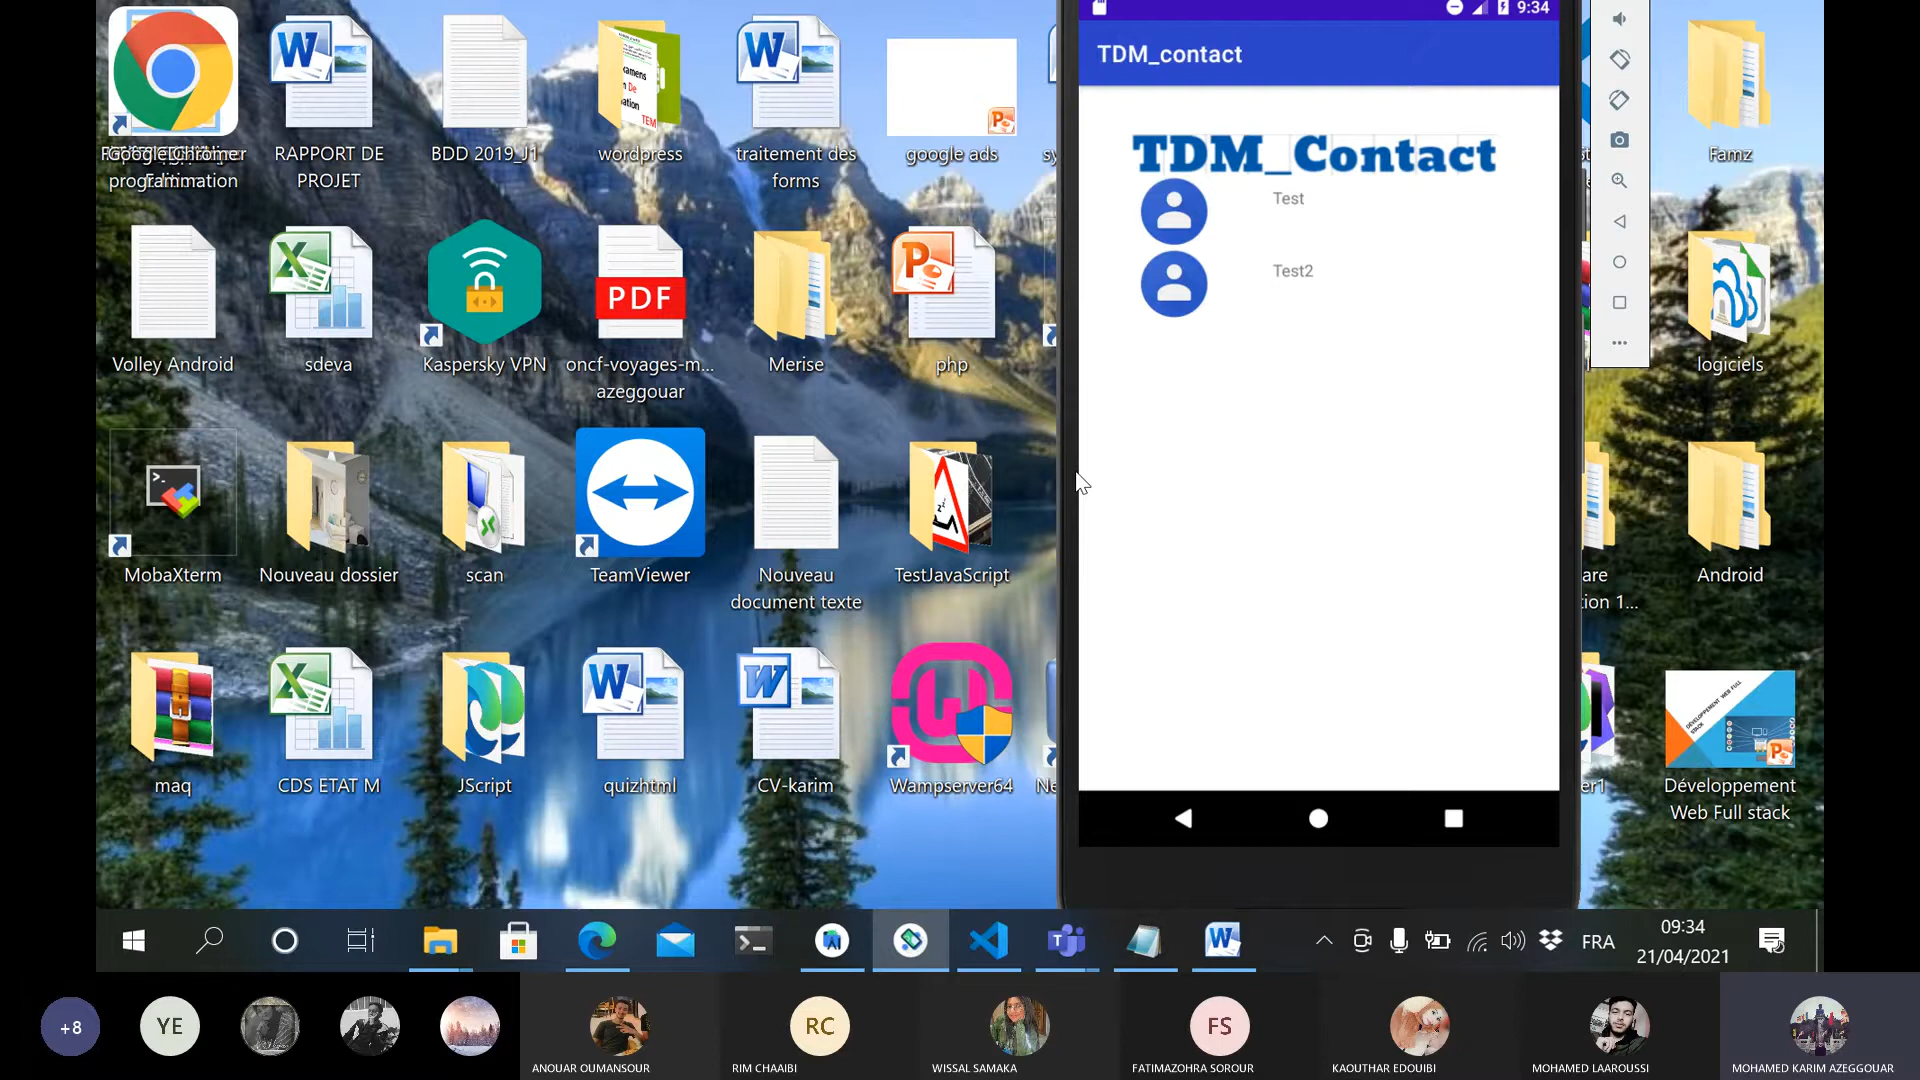 9:34
TDM_contact
TDM_Contact
Test
Test2
RAPPORT DE
PROJET
BDD 2019_J1
wordpress
traitement des
forms
google ads
Famz
Volley Android
sdeva
Kaspersky VPN
PDF
oncf-voyages-m...
azeggouar
Merise
php
logiciels
MobaXterm
Nouveau dossier
scan
TeamViewer
Nouveau
document texte
TestJavaScript
Android
maq
CDS ETAT M
JScript
quizhtml
CV-karim
Wampserver64
Développement
Web Full stack
09:34
FRA
21/04/2021
+8
YE
RC
FS
ANOUAR OUMANSOUR
RIM CHAAIBI
WISSAL SAMAKA
FATIMAZOHRA SOROUR
KAOUTHAR EDOUIBI
MOHAMED LAAROUSSI
MOHAMED KARIM AZEGGOUAR